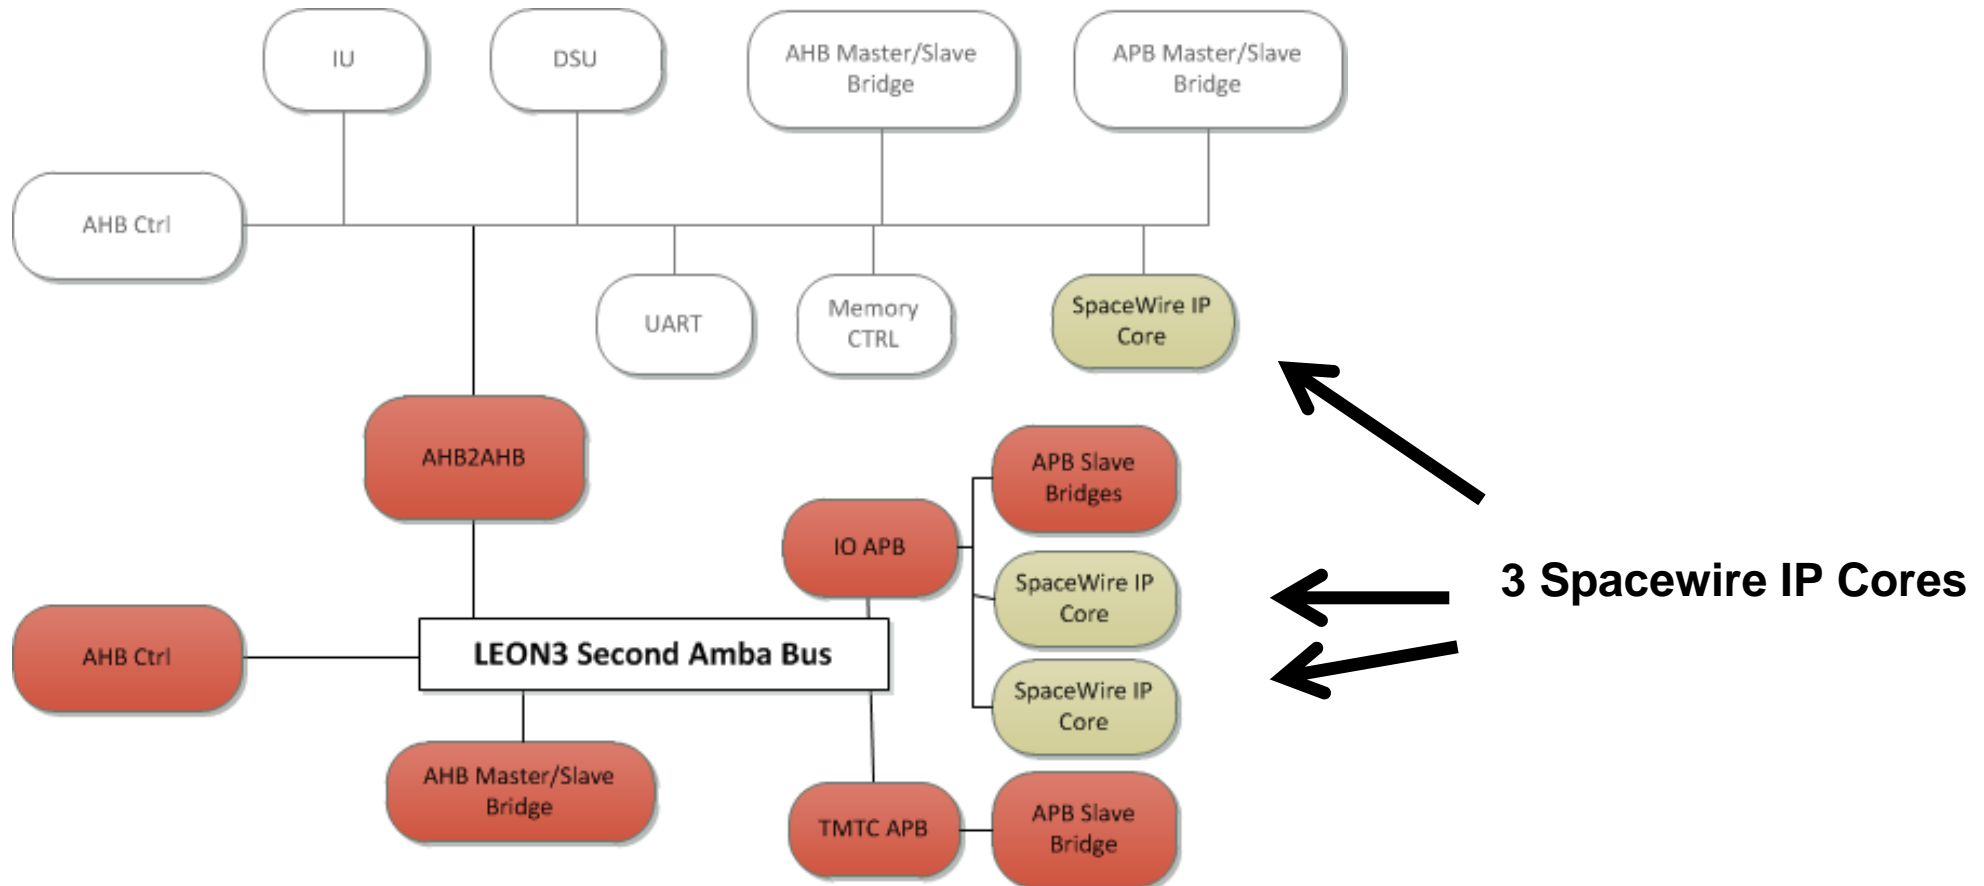 IU
DSU
AHB Master/Slave
Bridge
APB Master/Slave
Bridge
AHB Ctrl
UART
Memory
CTRL
SpaceWire IP
Core
AHB2AHB
APB Slave
Bridges
IO APB
SpaceWire IP
Core
3 Spacewire IP Cores
AHB Ctrl
LEON3 Second Amba Bus
SpaceWire IP
Core
AHB Master/Slave
Bridge
TMTC APB
APB Slave
Bridge